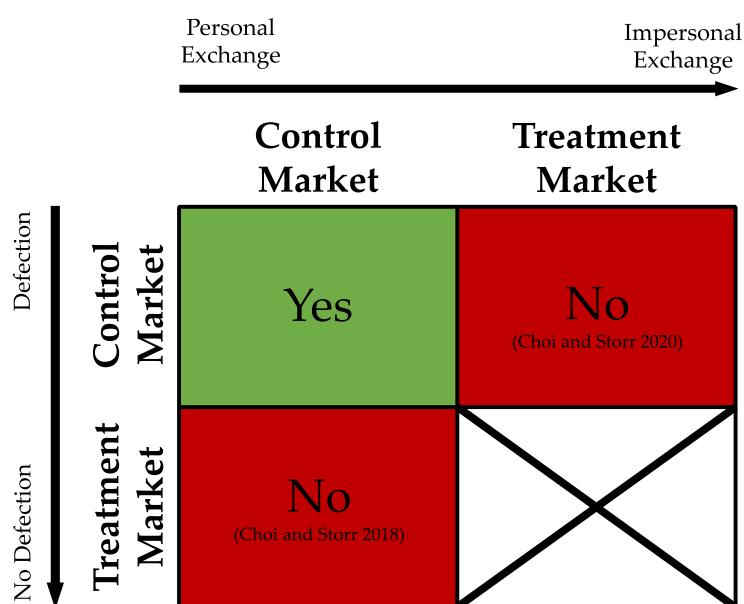 Personal
Exchange
Impersonal
Exchange
Control
Market
Treatment
Market
Defection
Control
Market
Yes
No
(Choi and Storr 2020)
No Defection
Treatment
Market
No
(Choi and Storr 2018)